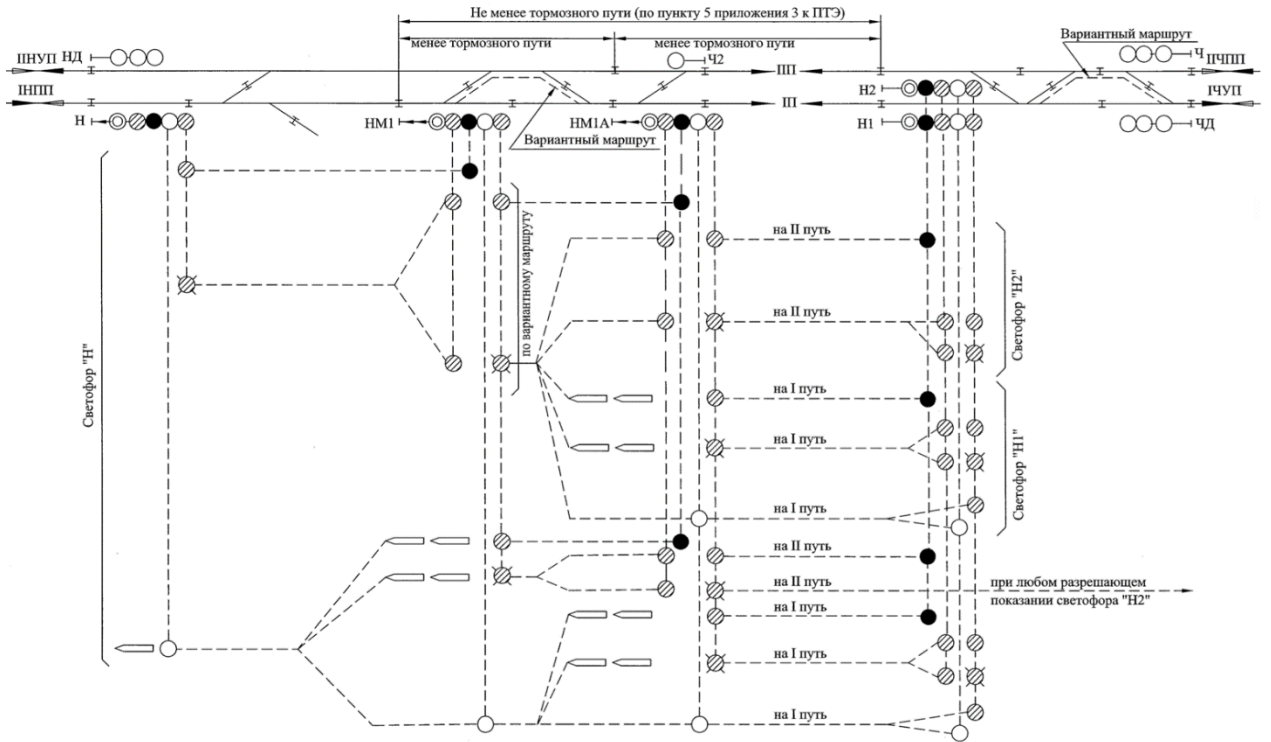 Не менее тормозного пути (по пункту 5 приложения 3 к ПТЭ)
менее тормозного пути
менее тормозного пути
Вариантный маршрут
НД
Ч2
Ч
IIНУП
IIП
IIЧПП
IНПП
Н2
IП
IЧУП
Н
НМ1
НМ1А
Н1
ЧД
Вариантный маршрут
Светофор "Н"
по вариантному маршруту
на II путь
на II путь
Светофор "Н2"
на I путь
на I путь
Светофор "Н1"
на I путь
на II путь
на II путь
при любом разрешающем
показании светофора "Н2"
на I путь
на I путь
на I путь